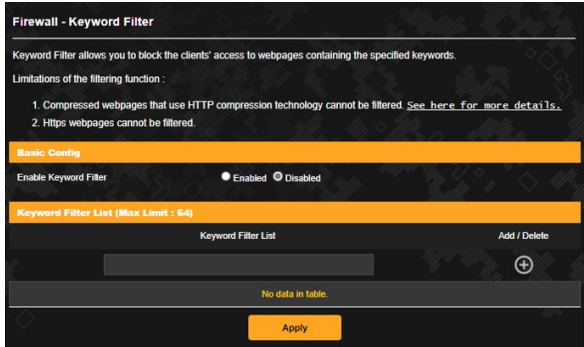 Firewall - Keyword Filter
Keyword Filter allows you to block the clients' access to webpages containing the specified keywords.
Limitations of the filtering function :
1. Compressed webpages that use HTTP compression technology cannot be filtered. See here for more details.
2. Https webpages cannot be filtered.
Basic Config
Enable Keyword Filter Enabled Disabled
Keyword Filter List (Max Limit : 64)
Keyword Filter List Add / Delete
No data in table.
Apply